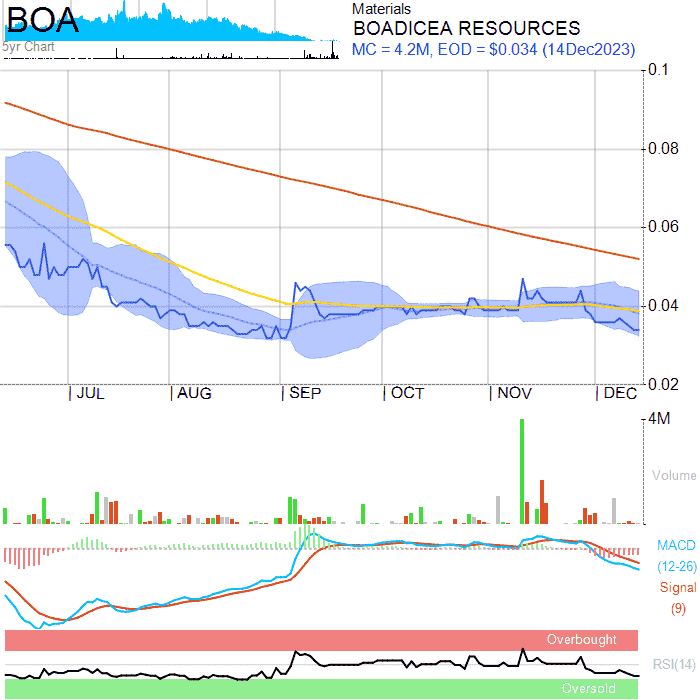 BOA
5yr Chart
Materials
BOADICEA RESOURCES
MC = 4.2M, EOD = $0.034 (14Dec2023)
0.1
0.08
0.06
0.04
0.02
JUL AUG SEP OCT NOV DEC
4M
Volume
MACD
(12-26)
Signal
(9)
Overbought
RSI(14)
Oversold